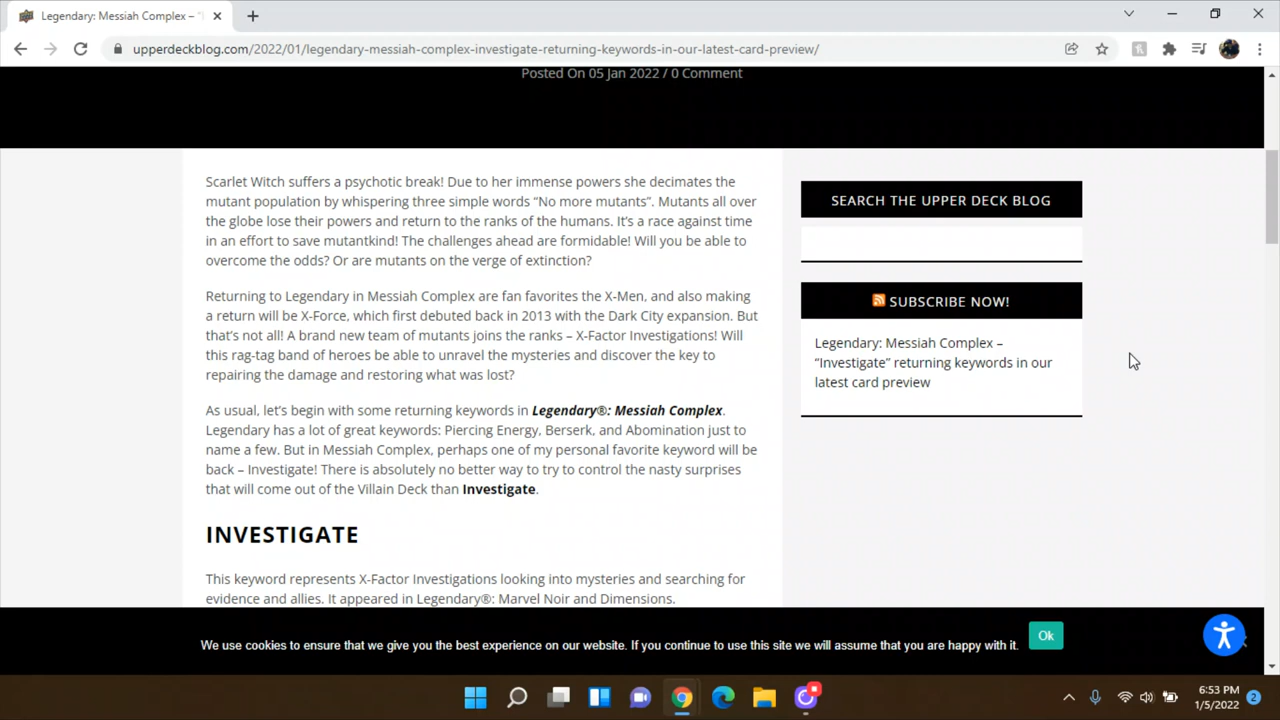 Legendary: Messiah Complex – "
upperdeckblog.com/2022/01/legendary-messiah-complex-investigate-returning-keywords-in-our-latest-card-preview/
Posted On 05 Jan 2022 / 0 Comment
Scarlet Witch suffers a psychotic break! Due to her immense powers she decimates the
mutant population by whispering three simple words “No more mutants”. Mutants all over
the globe lose their powers and return to the ranks of the humans. It’s a race against time
in an effort to save mutantkind! The challenges ahead are formidable! Will you be able to
overcome the odds? Or are mutants on the verge of extinction?
Returning to Legendary in Messiah Complex are fan favorites the X-Men, and also making
a return will be X-Force, which first debuted back in 2013 with the Dark City expansion. But
that’s not all! A brand new team of mutants joins the ranks – X-Factor Investigations! Will
this rag-tag band of heroes be able to unravel the mysteries and discover the key to
repairing the damage and restoring what was lost?
As usual, let’s begin with some returning keywords in Legendary®: Messiah Complex.
Legendary has a lot of great keywords: Piercing Energy, Berserk, and Abomination just to
name a few. But in Messiah Complex, perhaps one of my personal favorite keyword will be
back – Investigate! There is absolutely no better way to try to control the nasty surprises
that will come out of the Villain Deck than Investigate.
INVESTIGATE
This keyword represents X-Factor Investigations looking into mysteries and searching for
evidence and allies. It appeared in Legendary®: Marvel Noir and Dimensions.
SEARCH THE UPPER DECK BLOG
SUBSCRIBE NOW!
Legendary: Messiah Complex –
“Investigate” returning keywords in our
latest card preview
We use cookies to ensure that we give you the best experience on our website. If you continue to use this site we will assume that you are happy with it.
Ok
6:53 PM
1/5/2022
2